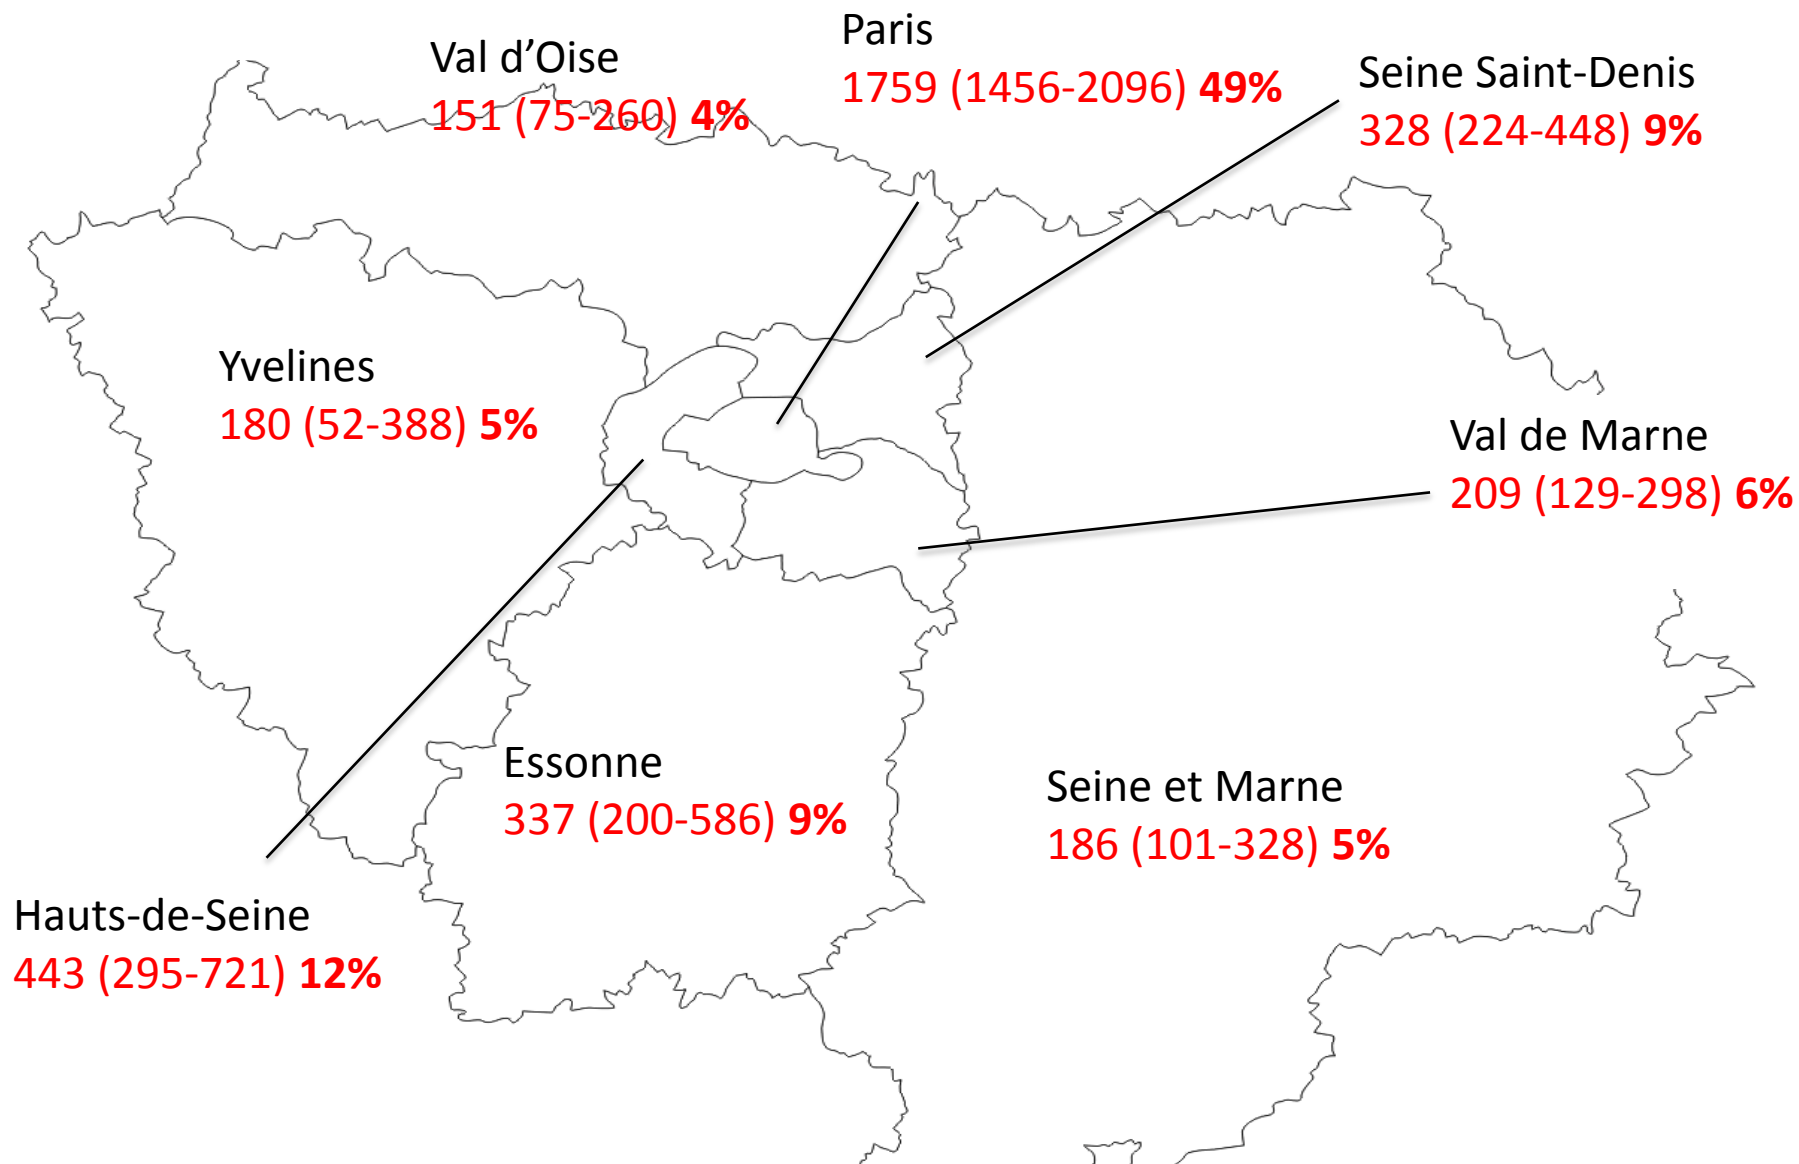 Val d’Oise
151 (75-260) 4%
Paris
1759 (1456-2096) 49%
Seine Saint-Denis
328 (224-448) 9%
Yvelines
180 (52-388) 5%
Val de Marne
209 (129-298) 6%
Essonne
337 (200-586) 9%
Seine et Marne
186 (101-328) 5%
Hauts-de-Seine
443 (295-721) 12%